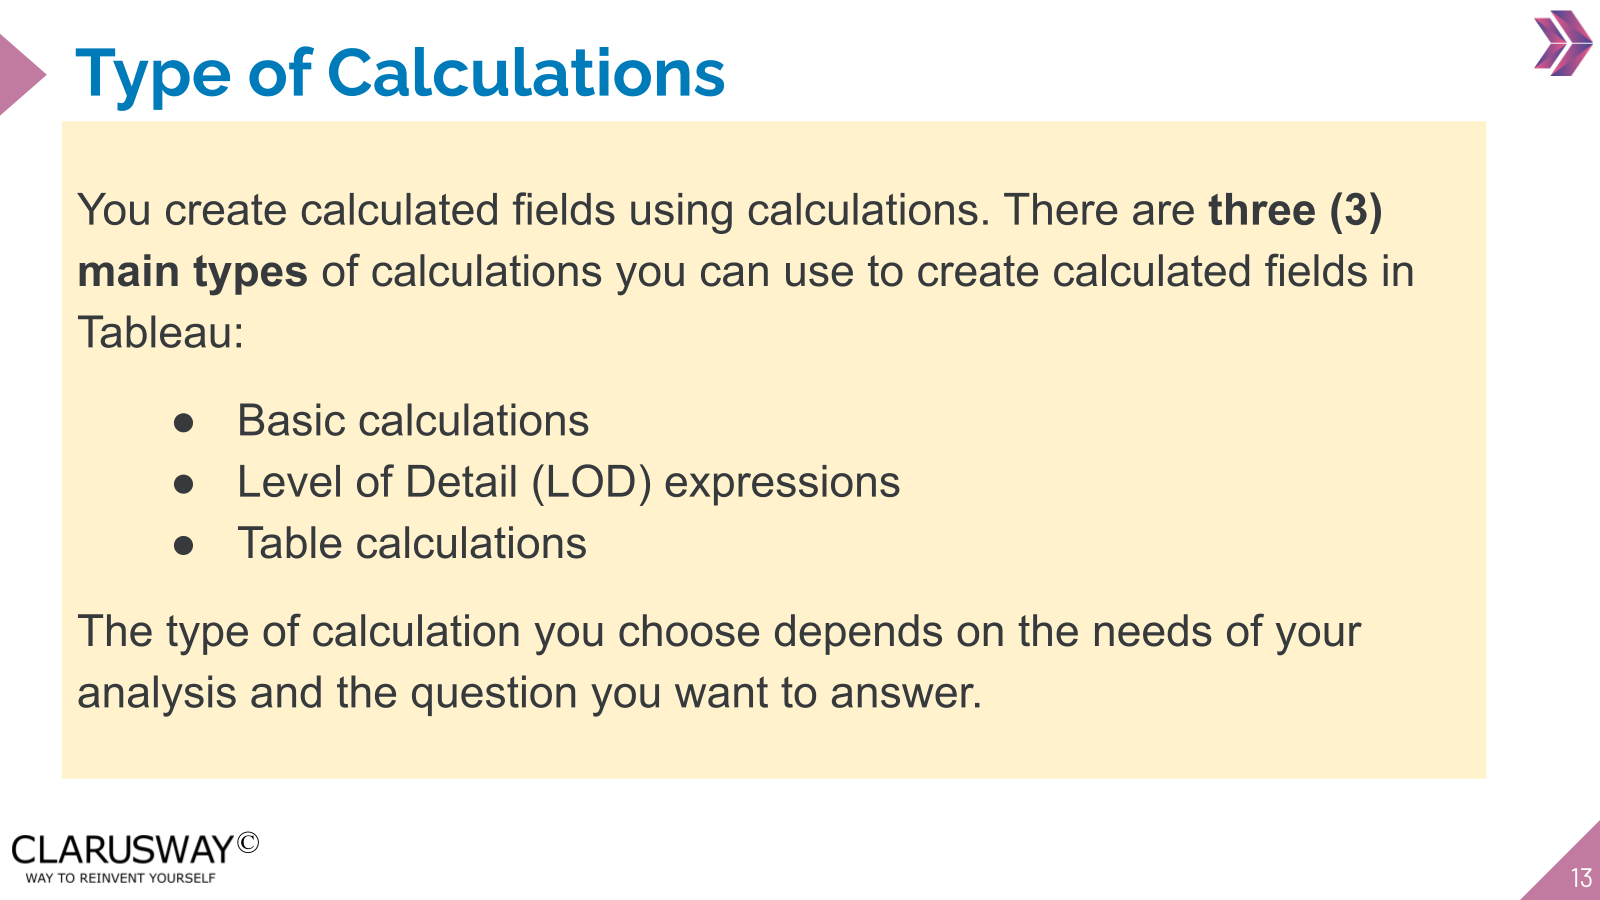 Type of Calculations
You create calculated fields using calculations. There are three (3)
main types of calculations you can use to create calculated fields in
Tableau:
● Basic calculations
● Level of Detail (LOD) expressions
● Table calculations
The type of calculation you choose depends on the needs of your
analysis and the question you want to answer.
CLARUSWAY©
WAY TO REINVENT YOURSELF
13